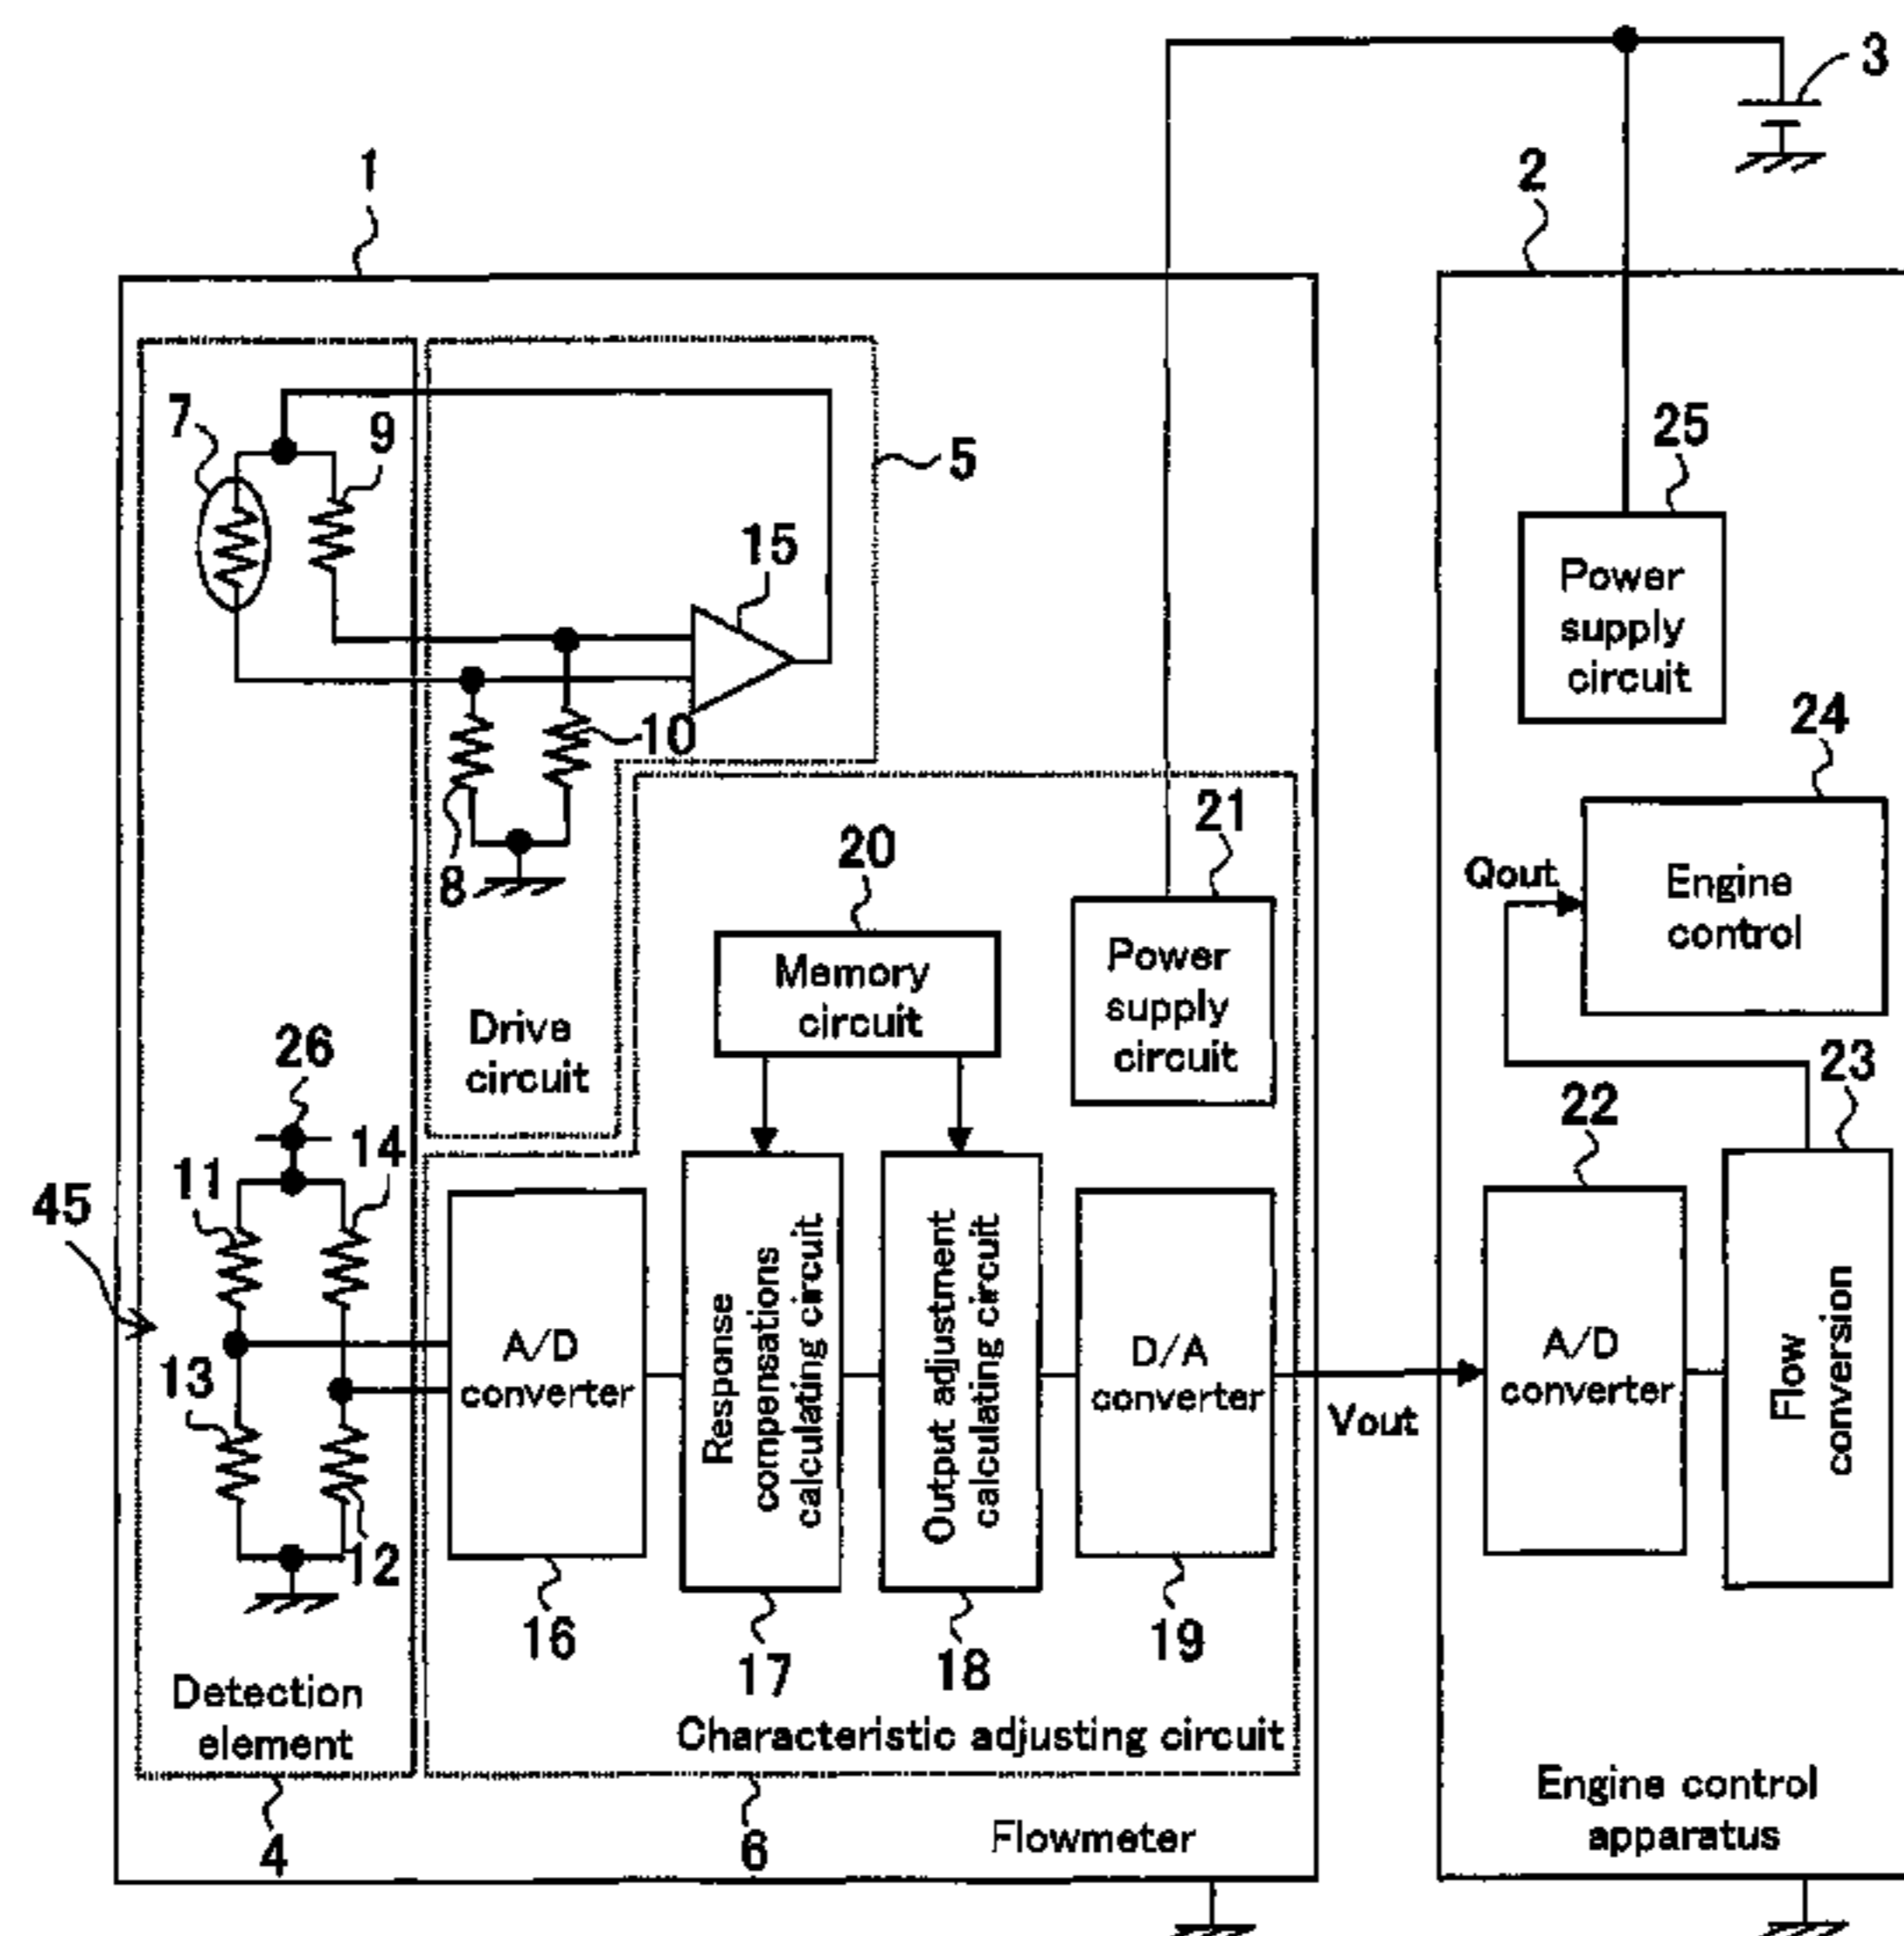 3
1
2
7
9
5
25
15
Power
supply
circuit
10
24
8
20
21
Qout
Engine
control
Memory
circuit
Power
supply
circuit
Drive
circuit
26
23
22
14
11
45
Response
compensations
calculating circuit
Output adjustment
calculating circuit
A/D
converter
D/A
converter
A/D
converter
Flow
conversion
13
Vout
12
16
17
18
19
Detection
element
Characteristic adjusting circuit
Engine control
apparatus
4
6
Flowmeter